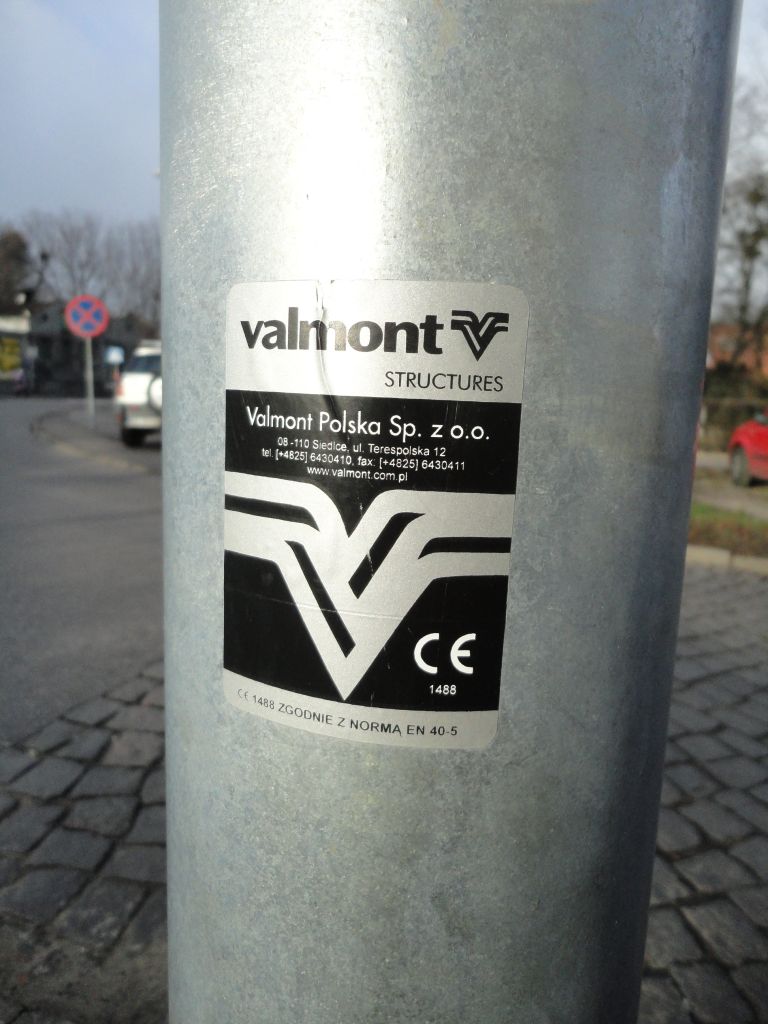 valmont
STRUCTURES
Valmont Polska Sp. z o.o.
08-110 Siedlce, ul. Terespolska 12
tel. [+4825] 6430410, fax: [+4825] 6430411
www.valmont.com.pl
CE
1488
CE 1488 ZGODNIE Z NORMĄ EN 40-5